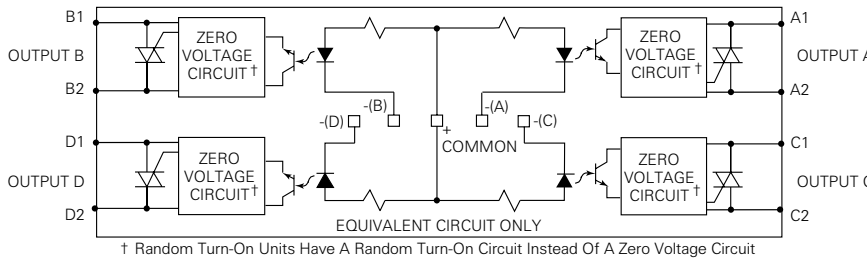 B1
A1
OUTPUT B
ZERO
VOLTAGE
CIRCUIT†
ZERO
VOLTAGE
CIRCUIT†
OUTPUT A
B2
A2
-(D)
-(B)
-(A)
-(C)
+
COMMON
D1
C1
OUTPUT D
ZERO
VOLTAGE
CIRCUIT†
ZERO
VOLTAGE
CIRCUIT†
OUTPUT C
D2
C2
EQUIVALENT CIRCUIT ONLY
† Random Turn-On Units Have A Random Turn-On Circuit Instead Of A Zero Voltage Circuit